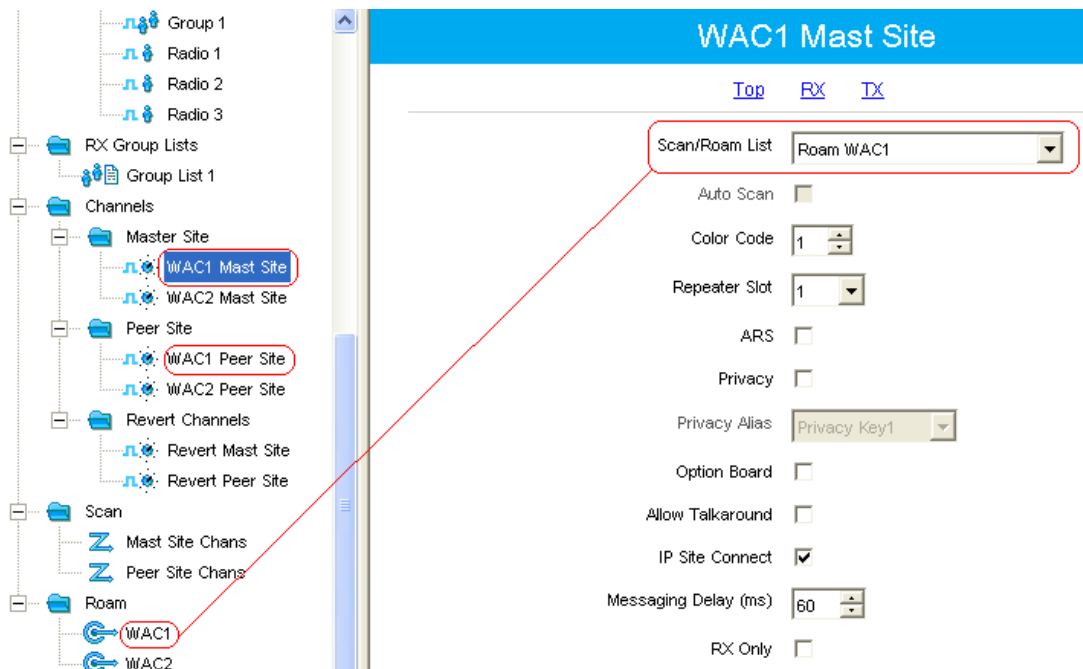 Group 1
Radio 1
Radio 2
Radio 3
RX Group Lists
Group List 1
Channels
Master Site
WAC1 Mast Site
WAC2 Mast Site
Peer Site
WAC1 Peer Site
WAC2 Peer Site
Revert Channels
Revert Mast Site
Revert Peer Site
Scan
Mast Site Chans
Peer Site Chans
Roam
WAC1
WAC2
WAC1 Mast Site
Top RX TX
Scan/Roam List Roam WAC1
Auto Scan
Color Code 1
Repeater Slot 1
ARS
Privacy
Privacy Alias Privacy Key1
Option Board
Allow Talkaround
IP Site Connect
Messaging Delay (ms) 60
RX Only